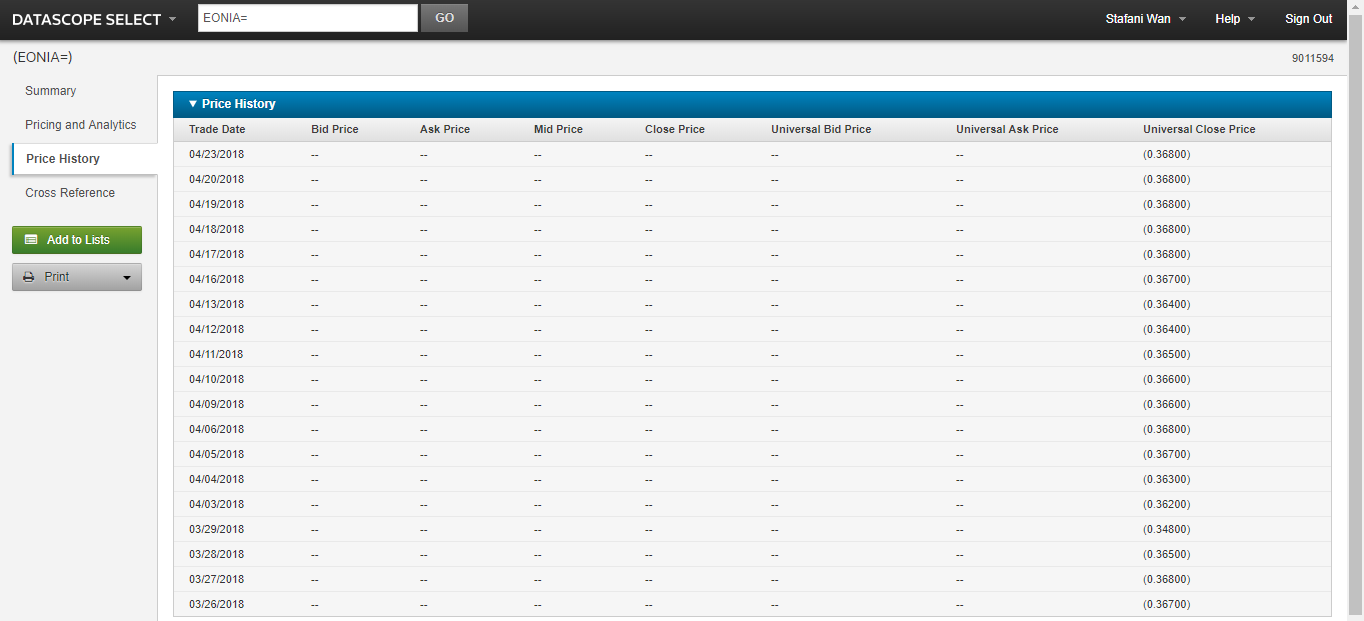 DATASCOPE SELECT EONIA= GO Stafani Wan Help Sign Out
(EONIA=) 9011594
Summary
Pricing and Analytics
Price History
Cross Reference
Add to Lists
Print
Price History
Trade Date Bid Price Ask Price Mid Price Close Price Universal Bid Price Universal Ask Price Universal Close Price
04/23/2018 -- -- -- -- -- -- (0.36800)
04/20/2018 -- -- -- -- -- -- (0.36800)
04/19/2018 -- -- -- -- -- -- (0.36800)
04/18/2018 -- -- -- -- -- -- (0.36800)
04/17/2018 -- -- -- -- -- -- (0.36800)
04/16/2018 -- -- -- -- -- -- (0.36700)
04/13/2018 -- -- -- -- -- -- (0.36400)
04/12/2018 -- -- -- -- -- -- (0.36400)
04/11/2018 -- -- -- -- -- -- (0.36500)
04/10/2018 -- -- -- -- -- -- (0.36600)
04/09/2018 -- -- -- -- -- -- (0.36600)
04/06/2018 -- -- -- -- -- -- (0.36800)
04/05/2018 -- -- -- -- -- -- (0.36700)
04/04/2018 -- -- -- -- -- -- (0.36300)
04/03/2018 -- -- -- -- -- -- (0.36200)
03/29/2018 -- -- -- -- -- -- (0.34800)
03/28/2018 -- -- -- -- -- -- (0.36500)
03/27/2018 -- -- -- -- -- -- (0.36800)
03/26/2018 -- -- -- -- -- -- (0.36700)